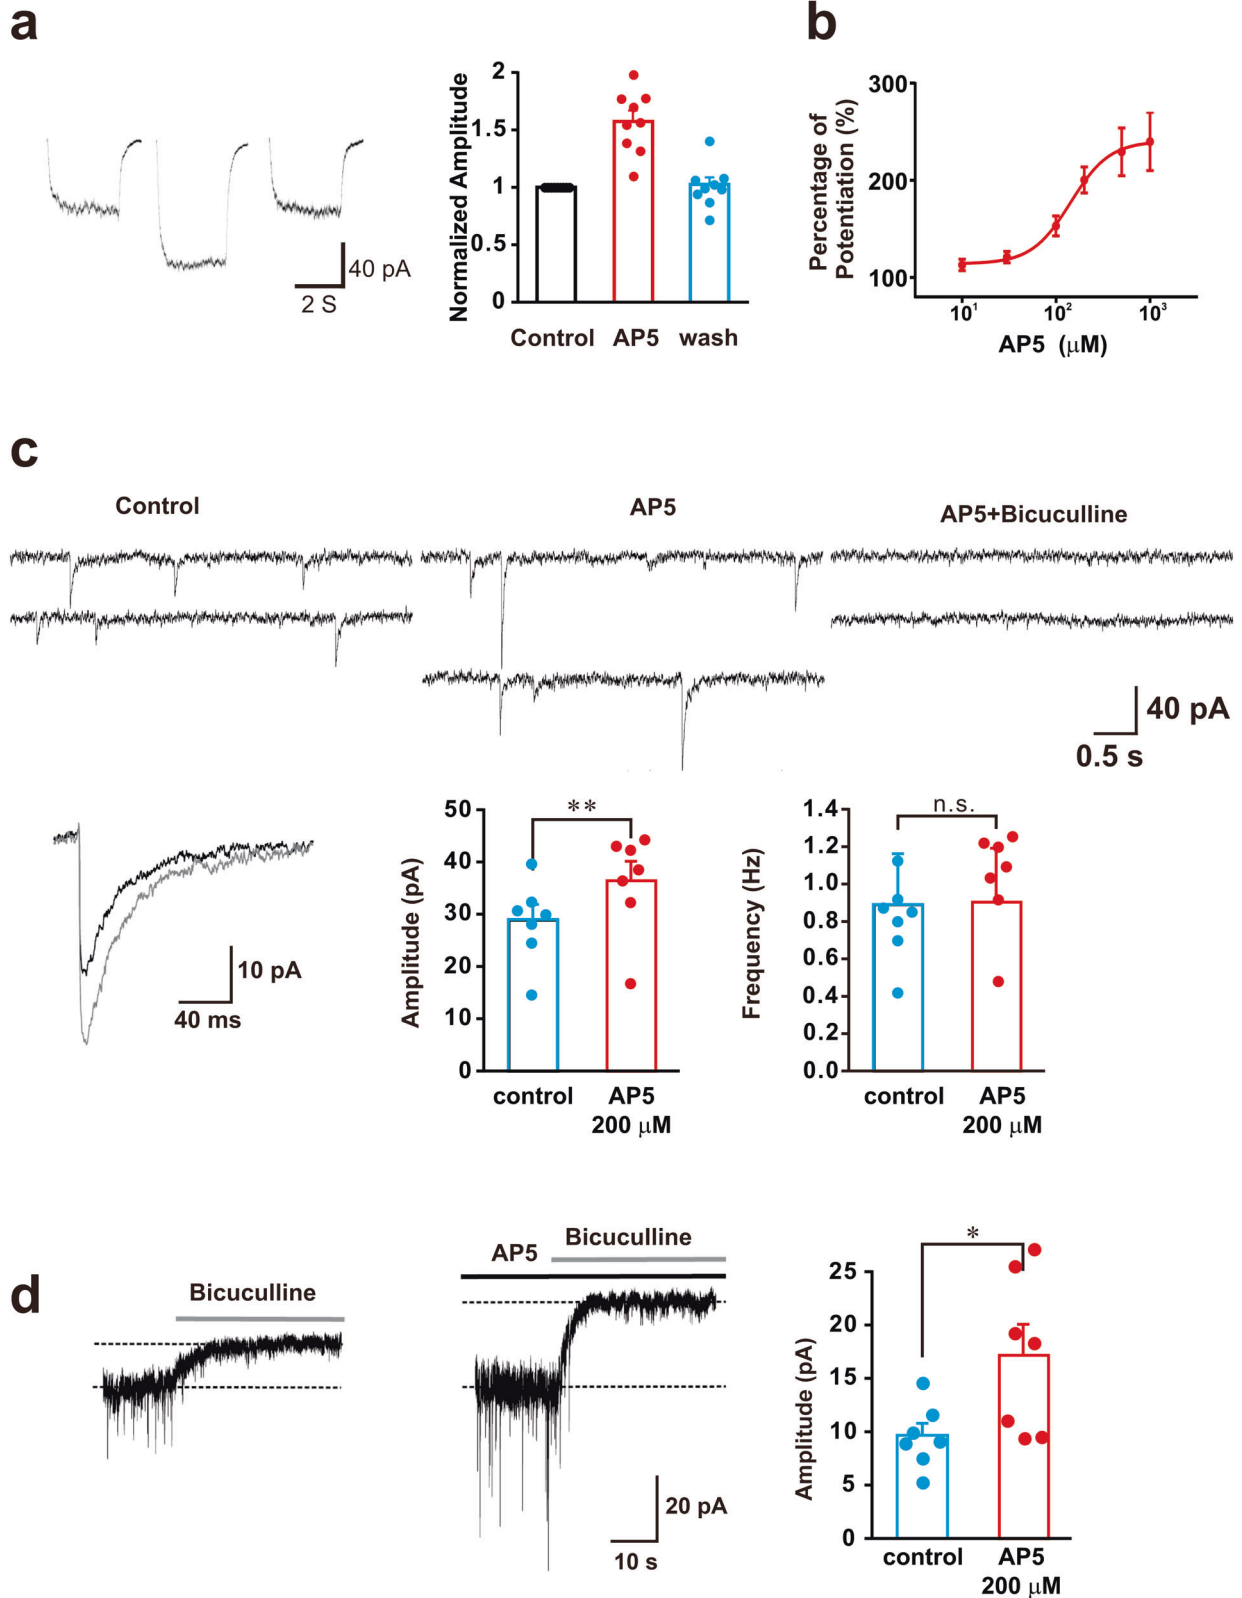 a
b
40 pA
2 S
Normalized Amplitude
2
1.5
1
0.5
0
Control
AP5
wash
Percentage of
Potentiation (%)
300
200
100
10¹
10²
10³
AP5 (μM)
c
Control
AP5
AP5+Bicuculline
40 pA
0.5 s
10 pA
40 ms
Amplitude (pA)
50
40
30
20
10
0
**
control
AP5
200 μM
Frequency (Hz)
1.4
1.2
1.0
0.8
0.6
0.4
0.2
0.0
n.s.
control
AP5
200 μM
d
Bicuculline
AP5
Bicuculline
20 pA
10 s
Amplitude (pA)
25
20
15
10
5
0
*
control
AP5
200 μM